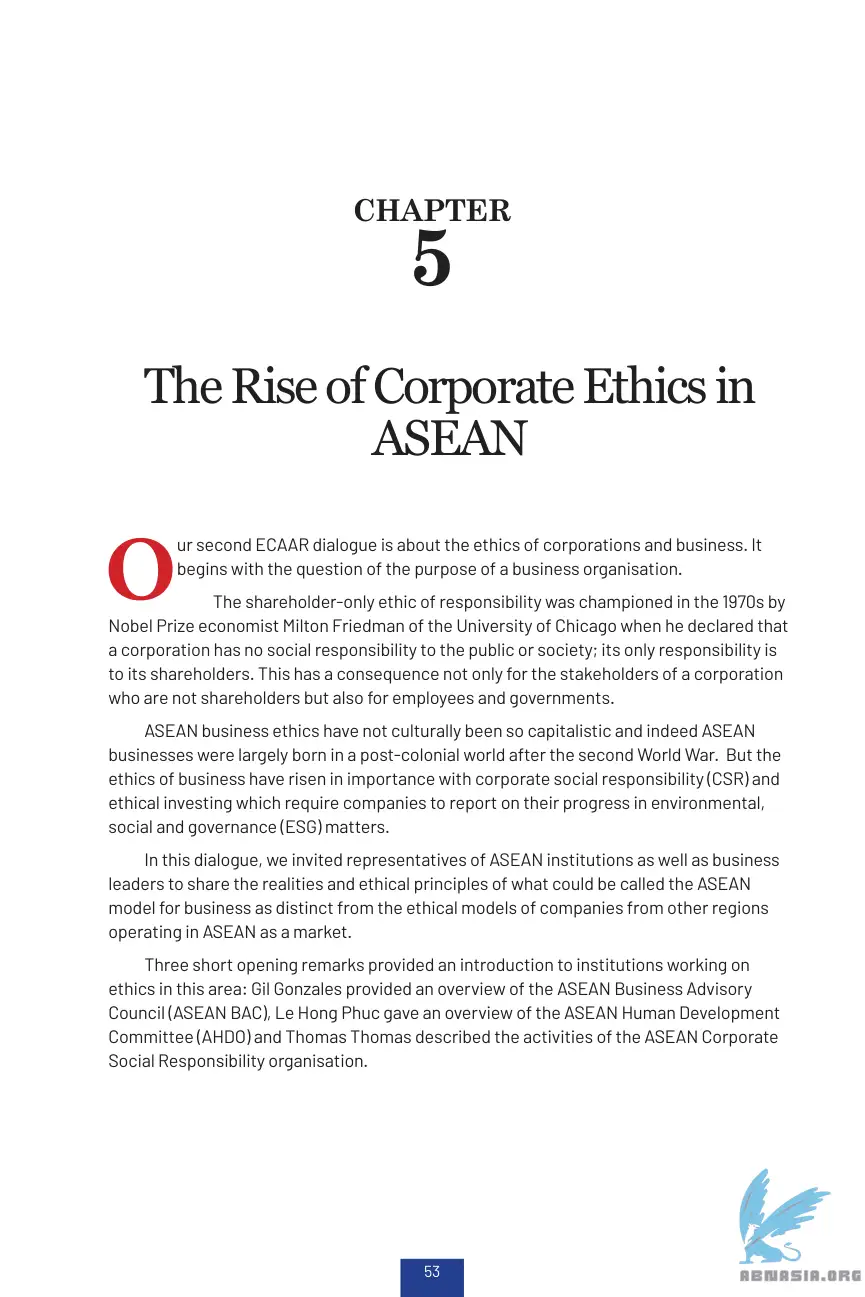 CHAPTER
5
The Rise of Corporate Ethics in
ASEAN
Our second ECAAR dialogue is about the ethics of corporations and business. It
begins with the question of the purpose of a business organisation.
The shareholder-only ethic of responsibility was championed in the 1970s by
Nobel Prize economist Milton Friedman of the University of Chicago when he declared that
a corporation has no social responsibility to the public or society; its only responsibility is
to its shareholders. This has a consequence not only for the stakeholders of a corporation
who are not shareholders but also for employees and governments.
ASEAN business ethics have not culturally been so capitalistic and indeed ASEAN
businesses were largely born in a post-colonial world after the second World War.  But the
ethics of business have risen in importance with corporate social responsibility (CSR) and
ethical investing which require companies to report on their progress in environmental,
social and governance (ESG) matters.
In this dialogue, we invited representatives of ASEAN institutions as well as business
leaders to share the realities and ethical principles of what could be called the ASEAN
model for business as distinct from the ethical models of companies from other regions
operating in ASEAN as a market.
Three short opening remarks provided an introduction to institutions working on
ethics in this area: Gil Gonzales provided an overview of the ASEAN Business Advisory
Council (ASEAN BAC), Le Hong Phuc gave an overview of the ASEAN Human Development
Committee (AHDO) and Thomas Thomas described the activities of the ASEAN Corporate
Social Responsibility organisation.
53
ABNASIA.ORG